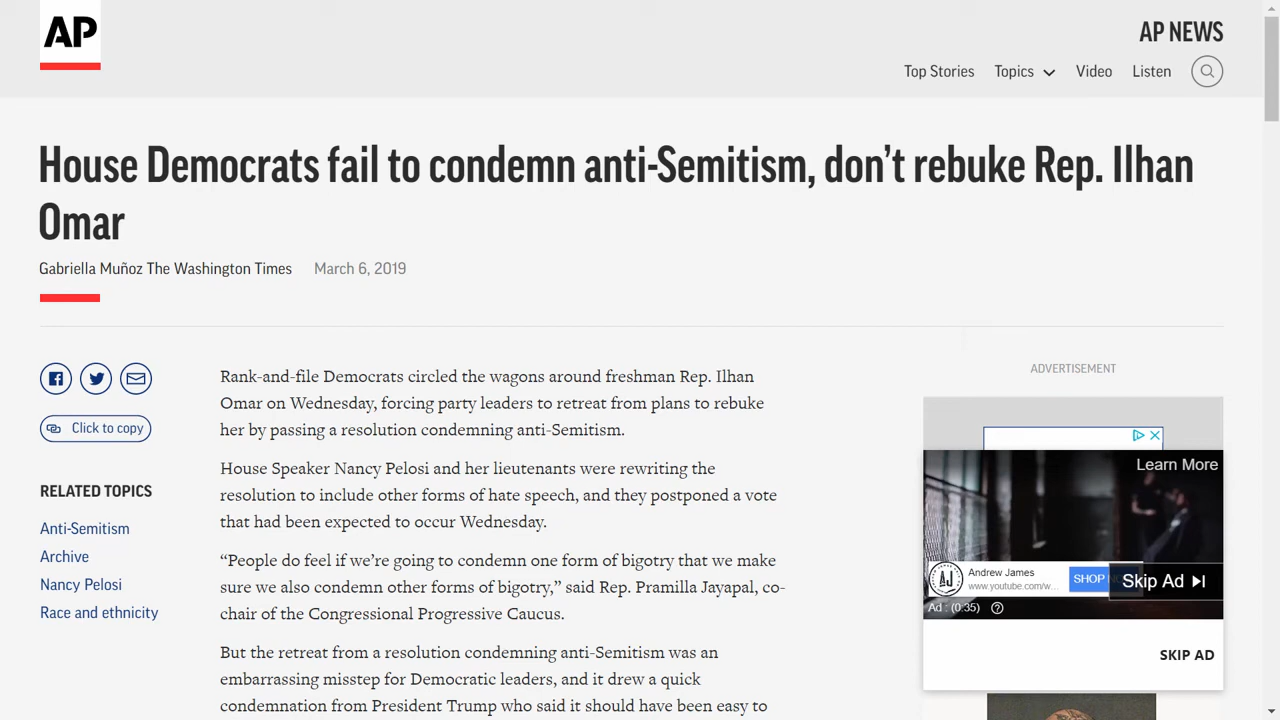 AP
AP NEWS
Top Stories
Topics
Video
Listen
House Democrats fail to condemn anti-Semitism, don’t rebuke Rep. Ilhan
Omar
Gabriella Muñoz The Washington Times
March 6, 2019
Click to copy
RELATED TOPICS
Anti-Semitism
Archive
Nancy Pelosi
Race and ethnicity
Rank-and-file Democrats circled the wagons around freshman Rep. Ilhan
Omar on Wednesday, forcing party leaders to retreat from plans to rebuke
her by passing a resolution condemning anti-Semitism.
House Speaker Nancy Pelosi and her lieutenants were rewriting the
resolution to include other forms of hate speech, and they postponed a vote
that had been expected to occur Wednesday.
“People do feel if we’re going to condemn one form of bigotry that we make
sure we also condemn other forms of bigotry,” said Rep. Pramilla Jayapal, co-
chair of the Congressional Progressive Caucus.
But the retreat from a resolution condemning anti-Semitism was an
embarrassing misstep for Democratic leaders, and it drew a quick
condemnation from President Trump who said it should have been easy to
ADVERTISEMENT
Learn More
AJ
Andrew James
www.youtube.com/w...
SHOP
Skip Ad
Ad : (0:35)
SKIP AD